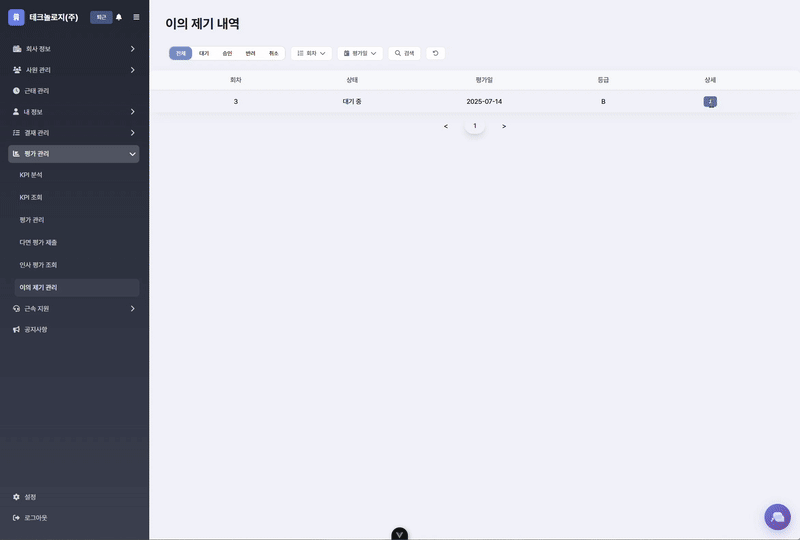 테크놀로지(주)
퇴근
회사 정보
사원 관리
근태 관리
내 정보
결재 관리
평가 관리
KPI 분석
KPI 조회
평가 관리
다면 평가 제출
인사 평가 조회
이의 제기 관리
근속 지원
공지사항
설정
로그아웃
이의 제기 내역
전체 대기 승인 반려 취소 회차 평가일 검색
회차 상태 평가일 등급 상세
3 대기 중 2025-07-14 B
< 1 >